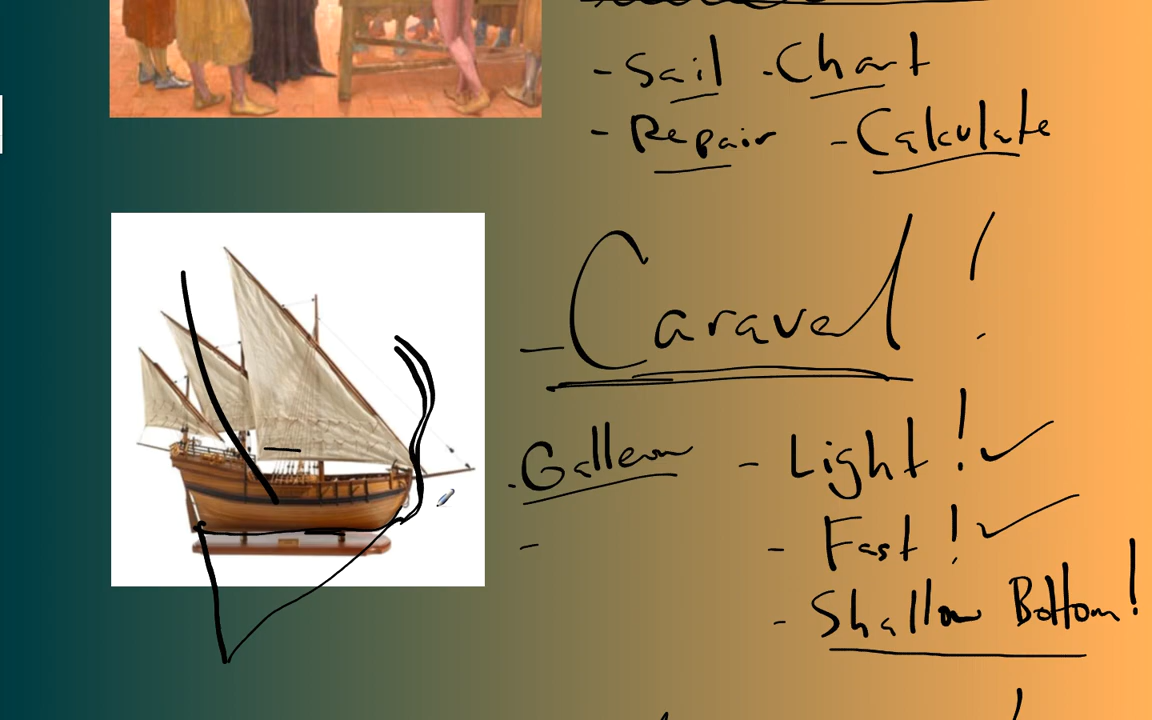 - Sail - Chart
- Repair - Calculate
- Caravel !
- Galleon - Light ! ✓
- - Fast ! ✓
- Shallow Bottom !